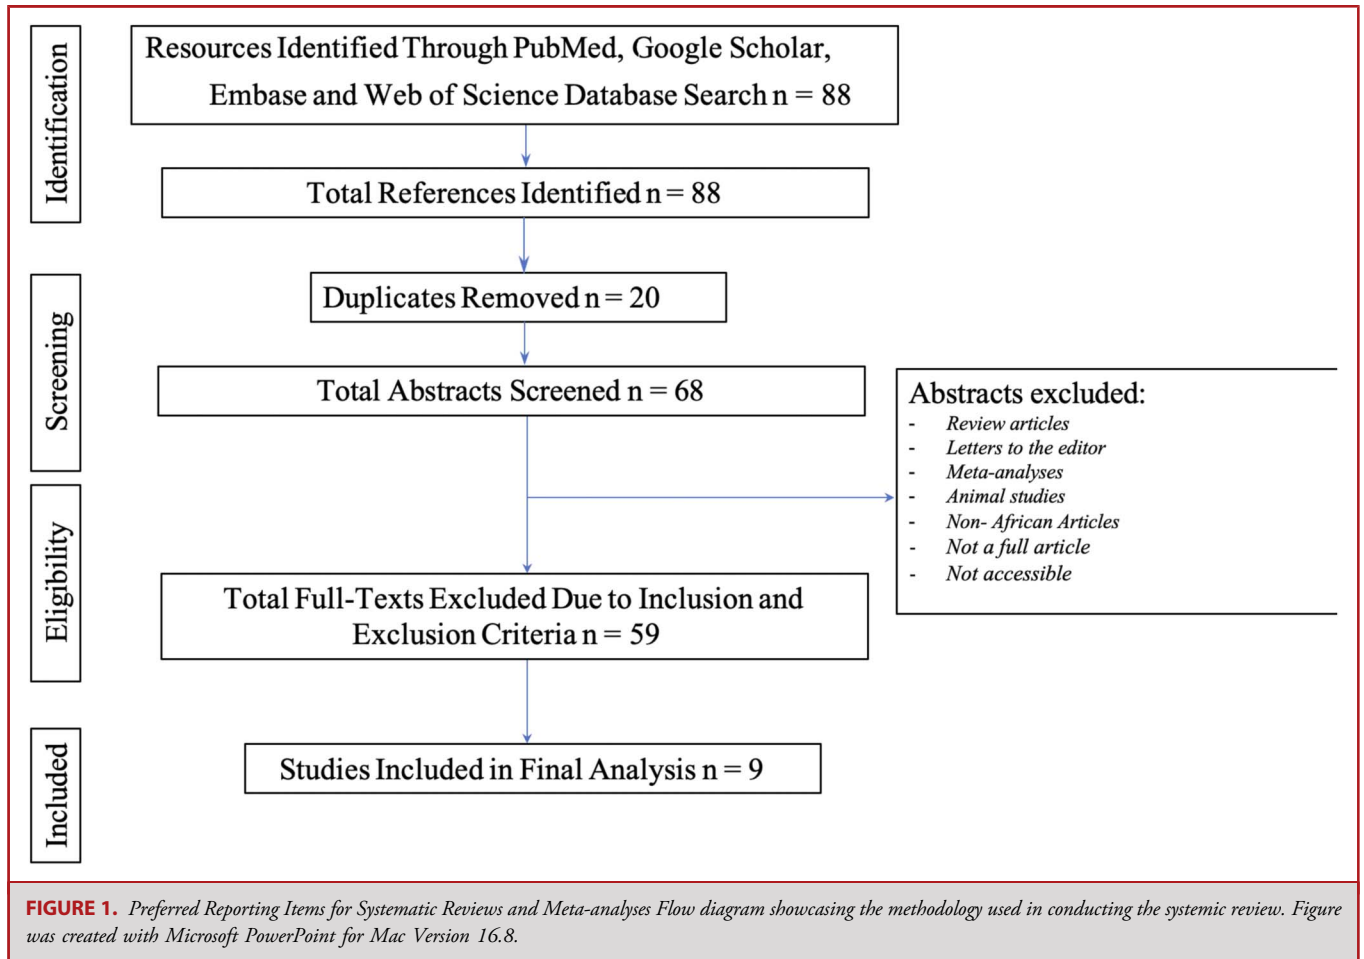 Identification
Resources Identified Through PubMed, Google Scholar,
Embase and Web of Science Database Search n = 88
Total References Identified n = 88
Screening
Duplicates Removed n = 20
Total Abstracts Screened n = 68
Abstracts excluded:
- Review articles
- Letters to the editor
- Meta-analyses
- Animal studies
- Non- African Articles
- Not a full article
- Not accessible
Eligibility
Total Full-Texts Excluded Due to Inclusion and
Exclusion Criteria n = 59
Included
Studies Included in Final Analysis n = 9
FIGURE 1. Preferred Reporting Items for Systematic Reviews and Meta-analyses Flow diagram showcasing the methodology used in conducting the systemic review. Figure
was created with Microsoft PowerPoint for Mac Version 16.8.